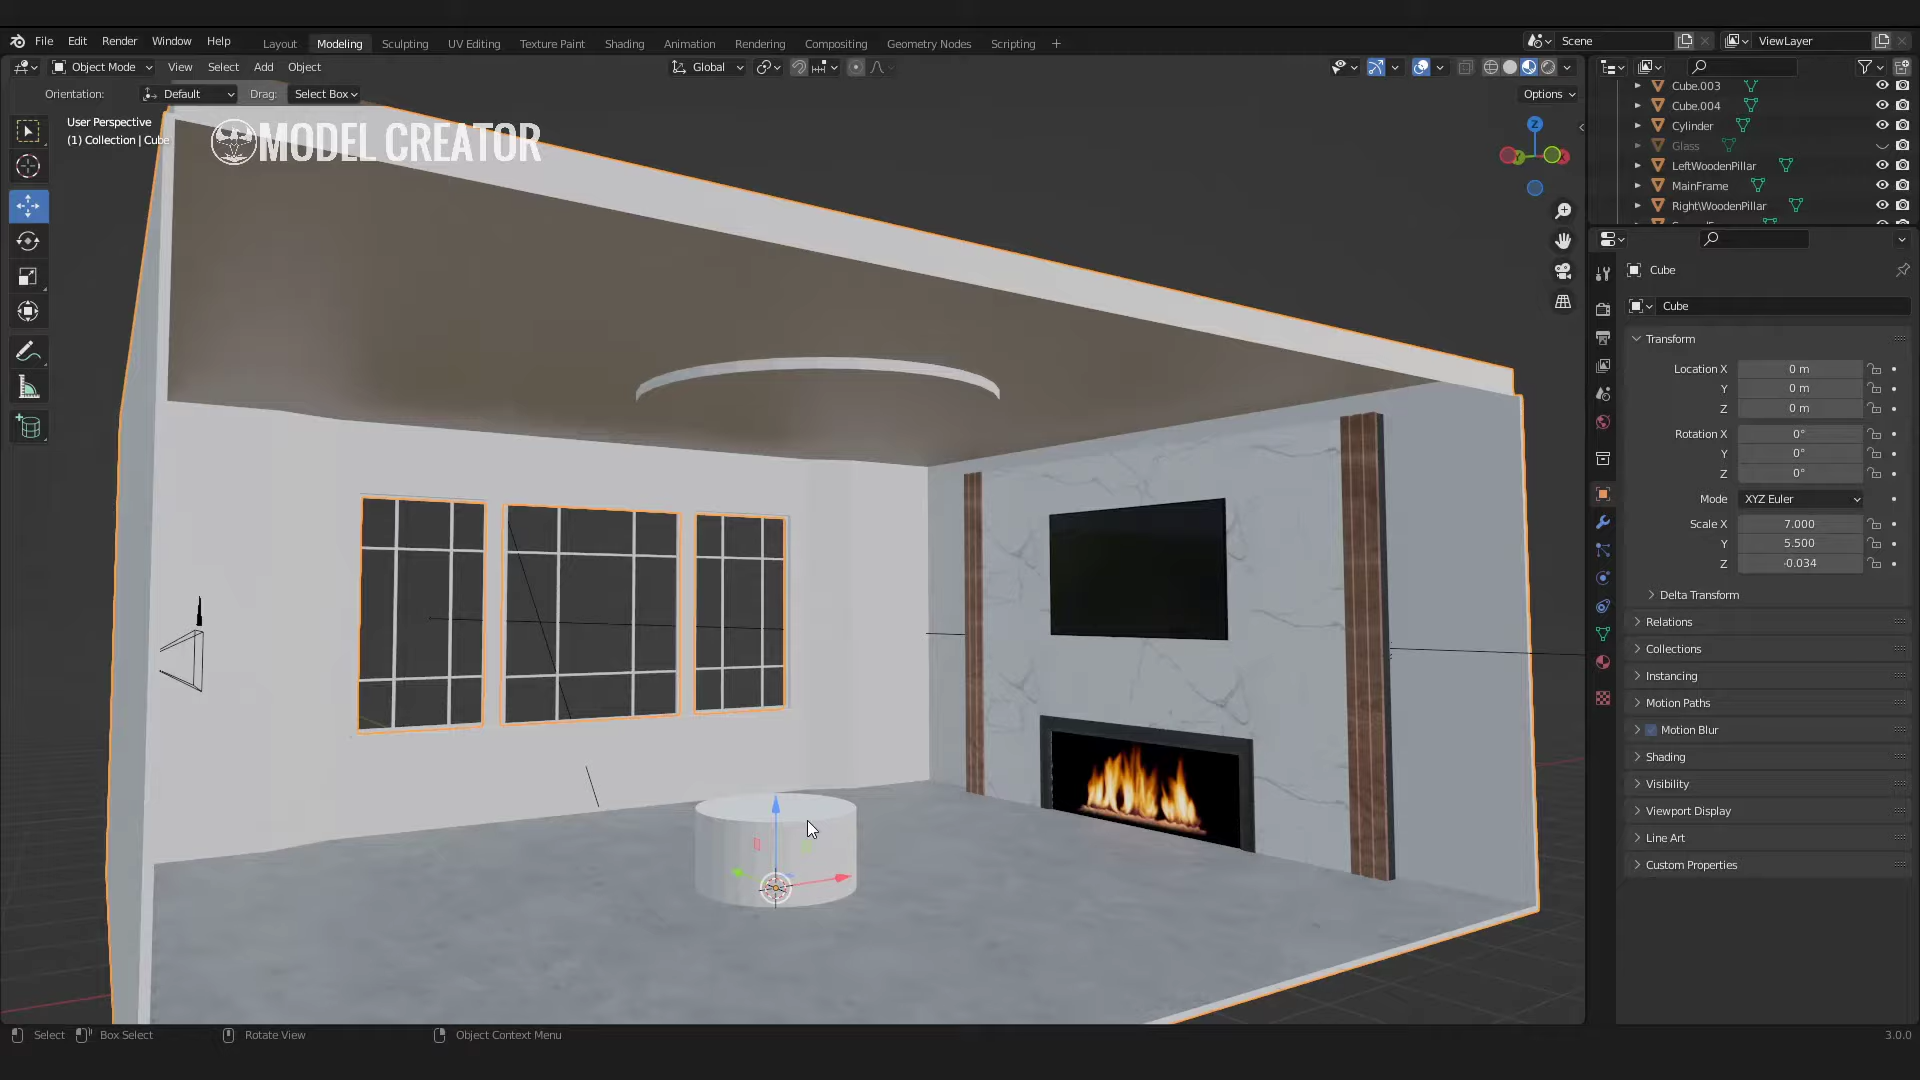 File Edit Render Window Help Layout Modeling Sculpting UV Editing Texture Paint Shading Animation Rendering Compositing Geometry Nodes Scripting + Scene ViewLayer
Object Mode View Select Add Object Global
Orientation: Default Drag: Select Box Options
User Perspective
(1) Collection | Cube
MODEL CREATOR
Z
Cube.003
Cube.004
Cylinder
Glass
LeftWoodenPillar
MainFrame
Right\WoodenPillar
Cube
Cube
Transform
Location X 0 m
Y 0 m
Z 0 m
Rotation X 0°
Y 0°
Z 0°
Mode XYZ Euler
Scale X 7.000
Y 5.500
Z -0.034
Delta Transform
Relations
Collections
Instancing
Motion Paths
Motion Blur
Shading
Visibility
Viewport Display
Line Art
Custom Properties
Select Box Select Rotate View Object Context Menu 3.0.0